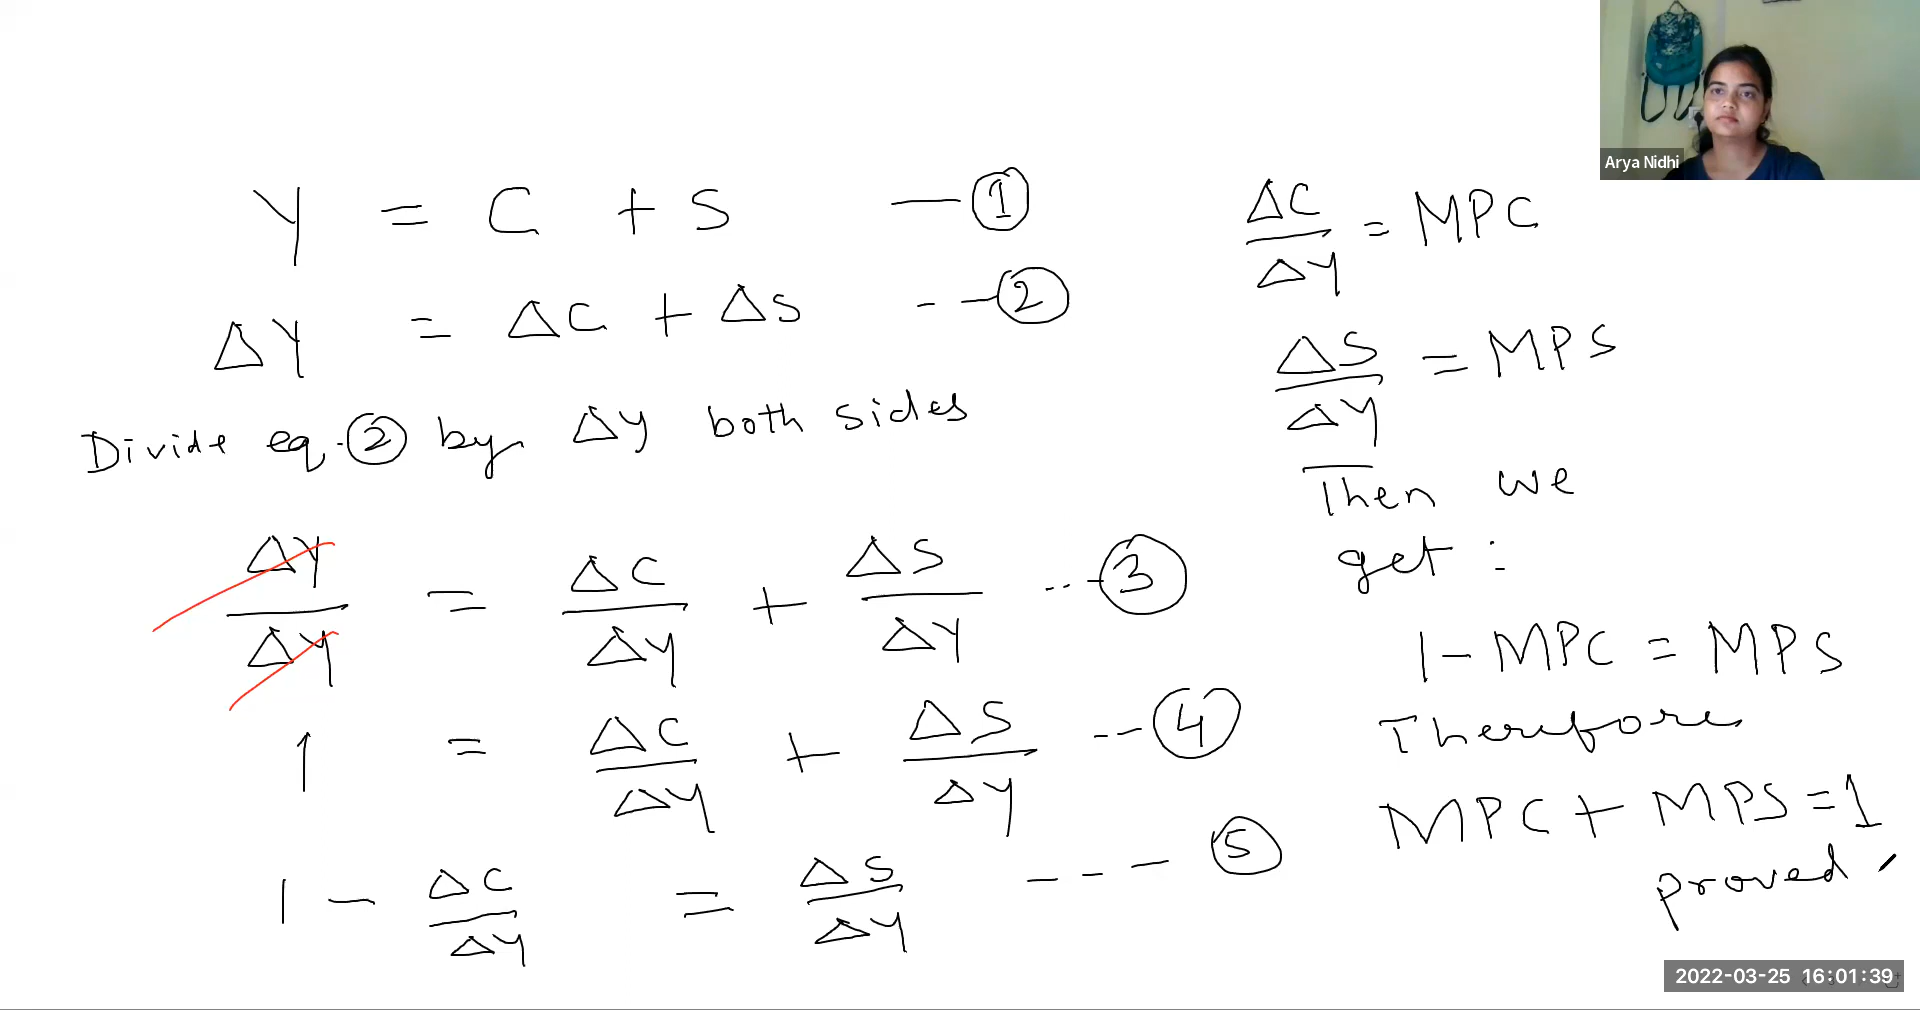 Y = C + S —①
ΔY = ΔC + ΔS - -②
Divide eq.② by ΔY both sides
ΔY/ΔY = ΔC/ΔY + ΔS/ΔY --- ③
1 = ΔC/ΔY + ΔS/ΔY -- ④
1 - ΔC/ΔY = ΔS/ΔY - - - ⑤
ΔC/ΔY = MPC
ΔS/ΔY = MPS
Then we
get :
1 - MPC = MPS
Therefore
MPC + MPS = 1
proved.
Arya Nidhi
2022-03-25 16:01:39